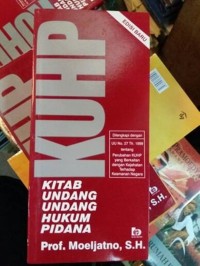 EDISI BARU
KUHP
Dilengkapi dengan
UU No. 27 Th. 1999
tentang
Perubahan KUHP
yang Berkaitan
dengan Kejahatan
Terhadap
Keamanan Negara
KITAB
UNDANG
UNDANG
HUKUM
PIDANA
Prof. Moeljatno, S.H.
S.H.